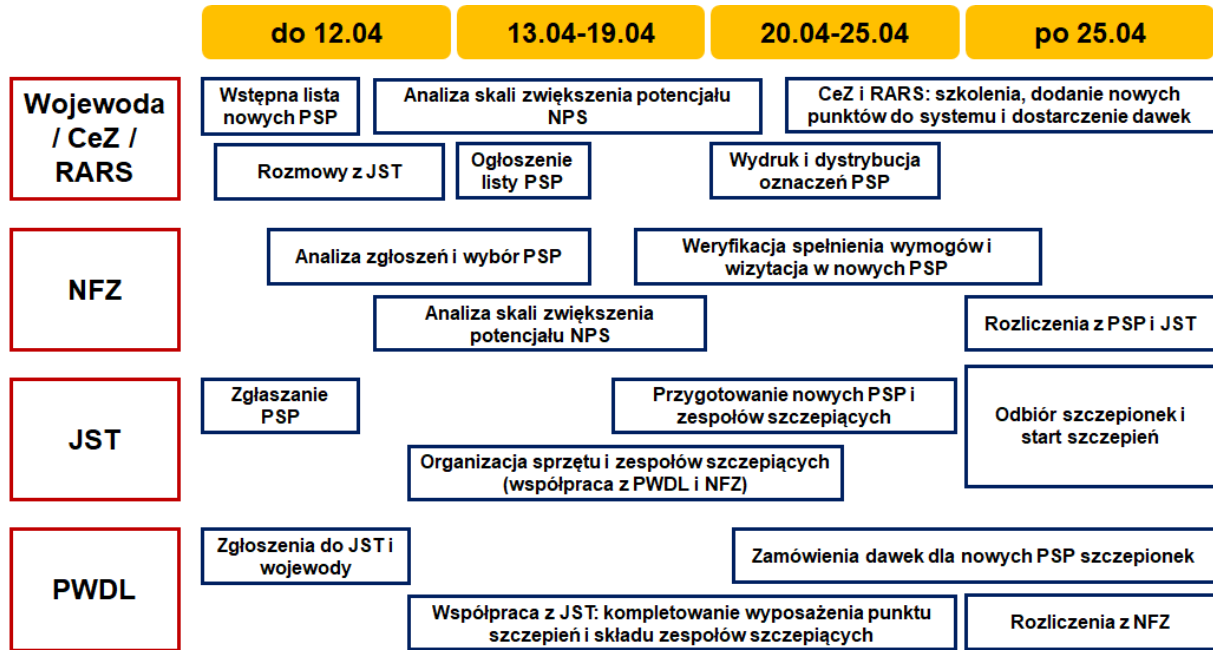 do 12.04
13.04-19.04
20.04-25.04
po 25.04
Wojewoda
/ CeZ /
RARS
Wstępna lista
nowych PSP
Analiza skali zwiększenia potencjału
NPS
CeZ i RARS: szkolenia, dodanie nowych
punktów do systemu i dostarczenie dawek
Rozmowy z JST
Ogłoszenie
listy PSP
Wydruk i dystrybucja
oznaczeń PSP
NFZ
Analiza zgłoszeń i wybór PSP
Weryfikacja spełnienia wymogów i
wizytacja w nowych PSP
Analiza skali zwiększenia
potencjału NPS
Rozliczenia z PSP i JST
JST
Zgłaszanie
PSP
Przygotowanie nowych PSP i
zespołów szczepiących
Odbiór szczepionek i
start szczepień
Organizacja sprzętu i zespołów szczepiących
(współpraca z PWDL i NFZ)
PWDL
Zgłoszenia do JST i
wojewody
Zamówienia dawek dla nowych PSP szczepionek
Współpraca z JST: kompletowanie wyposażenia punktu
szczepień i składu zespołów szczepiących
Rozliczenia z NFZ